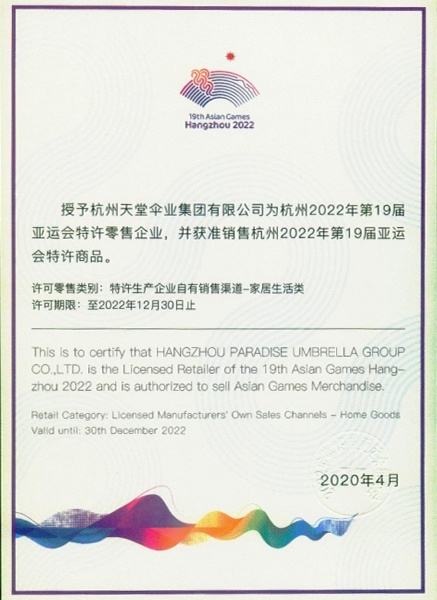 19th Asian Games
Hangzhou 2022
授予杭州天堂伞业集团有限公司为杭州2022年第19届
亚运会特许零售企业，并获准销售杭州2022年第19届亚运
会特许商品。
许可零售类别：特许生产企业自有销售渠道-家居生活类
许可期限：至2022年12月30日止
This is to certify that HANGZHOU PARADISE UMBRELLA GROUP
CO.,LTD. is the Licensed Retailer of the 19th Asian Games Hang-
zhou 2022 and is authorized to sell Asian Games Merchandise.
Retail Category: Licensed Manufacturers' Own Sales Channels - Home Goods
Valid until: 30th December 2022
2020年4月